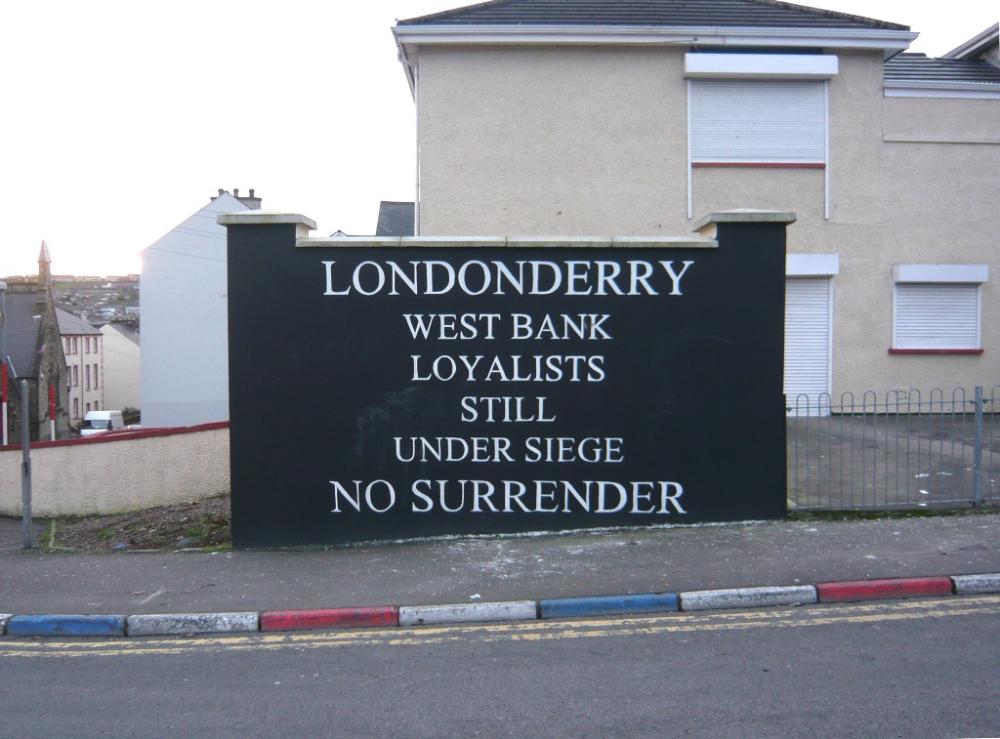 LONDONDERRY
WEST BANK
LOYALISTS
STILL
UNDER SIEGE
NO SURRENDER